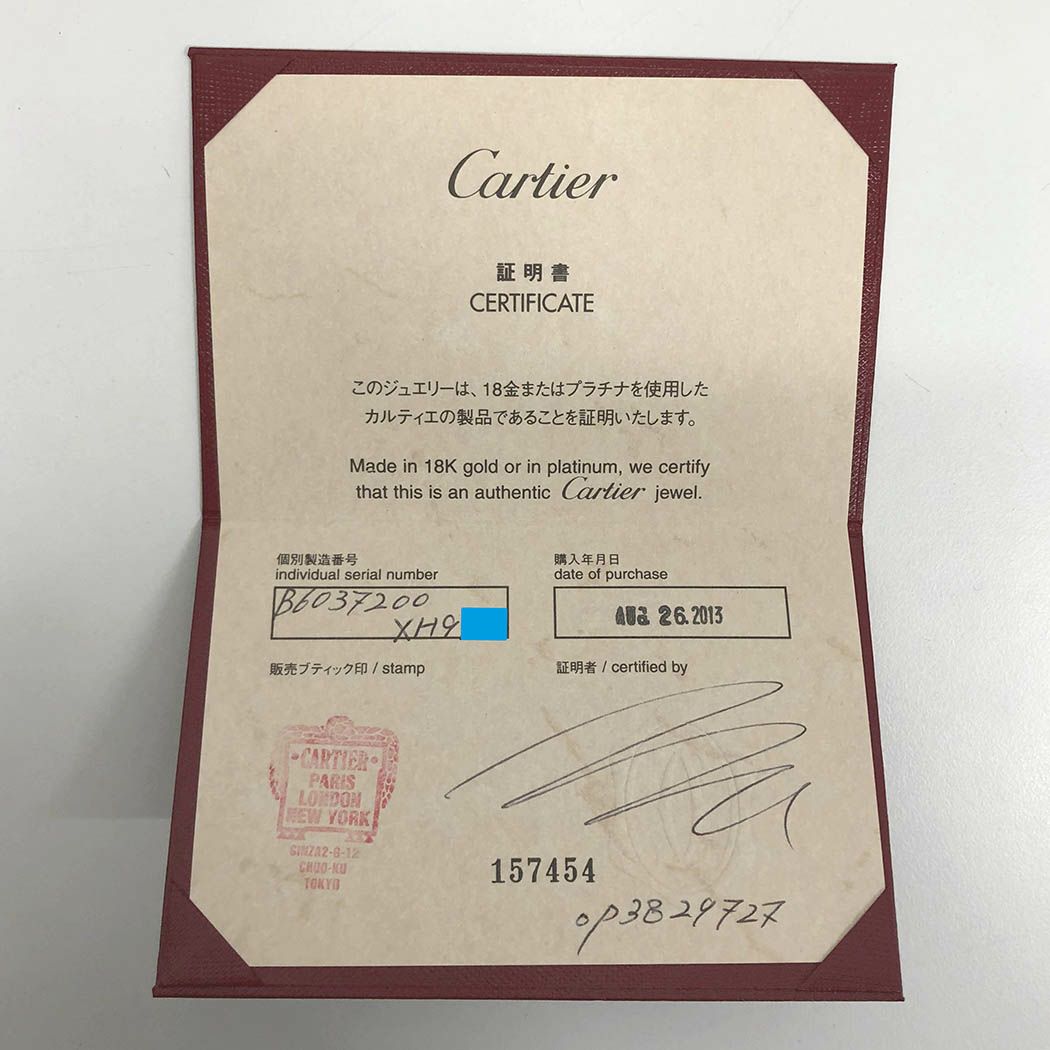 Cartier
証明書
CERTIFICATE
このジュエリーは、18金またはプラチナを使用した
カルティエの製品であることを証明いたします。
Made in 18K gold or in platinum, we certify
that this is an authentic Cartier jewel.
個別製造番号
individual serial number
B6037200
XH9
購入年月日
date of purchase
AUG 26.2013
販売ブティック印 / stamp
証明者 / certified by
CARTIER
PARIS
LONDON
NEW YORK
GINZA2-6-12
CHUO-KU
TOKYO
157454
op3B29727